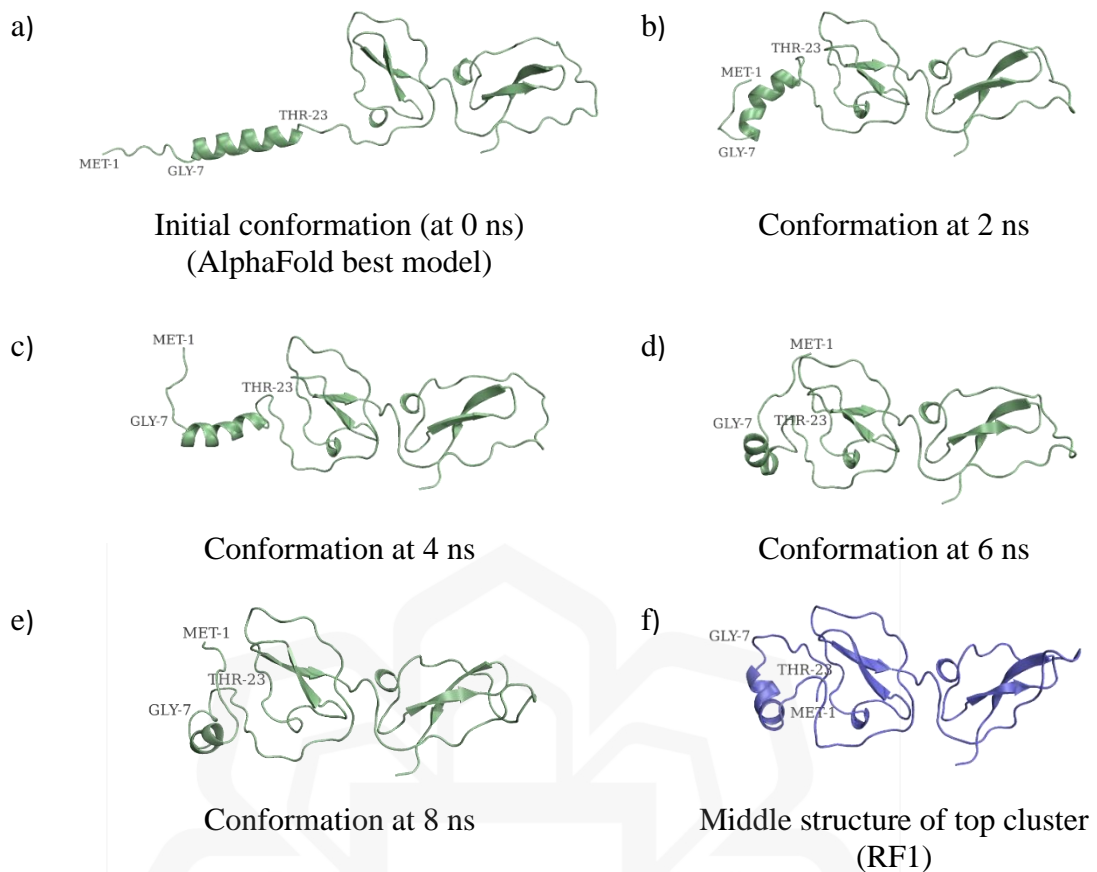 a)
THR-23
MET-1
GLY-7
Initial conformation (at 0 ns)
(AlphaFold best model)
b)
THR-23
MET-1
GLY-7
Conformation at 2 ns
c)
MET-1
THR-23
GLY-7
Conformation at 4 ns
d)
MET-1
GLY-7
THR-23
Conformation at 6 ns
e)
MET-1
THR-23
GLY-7
Conformation at 8 ns
f)
GLY-7
THR-23
MET-1
Middle structure of top cluster
(RF1)